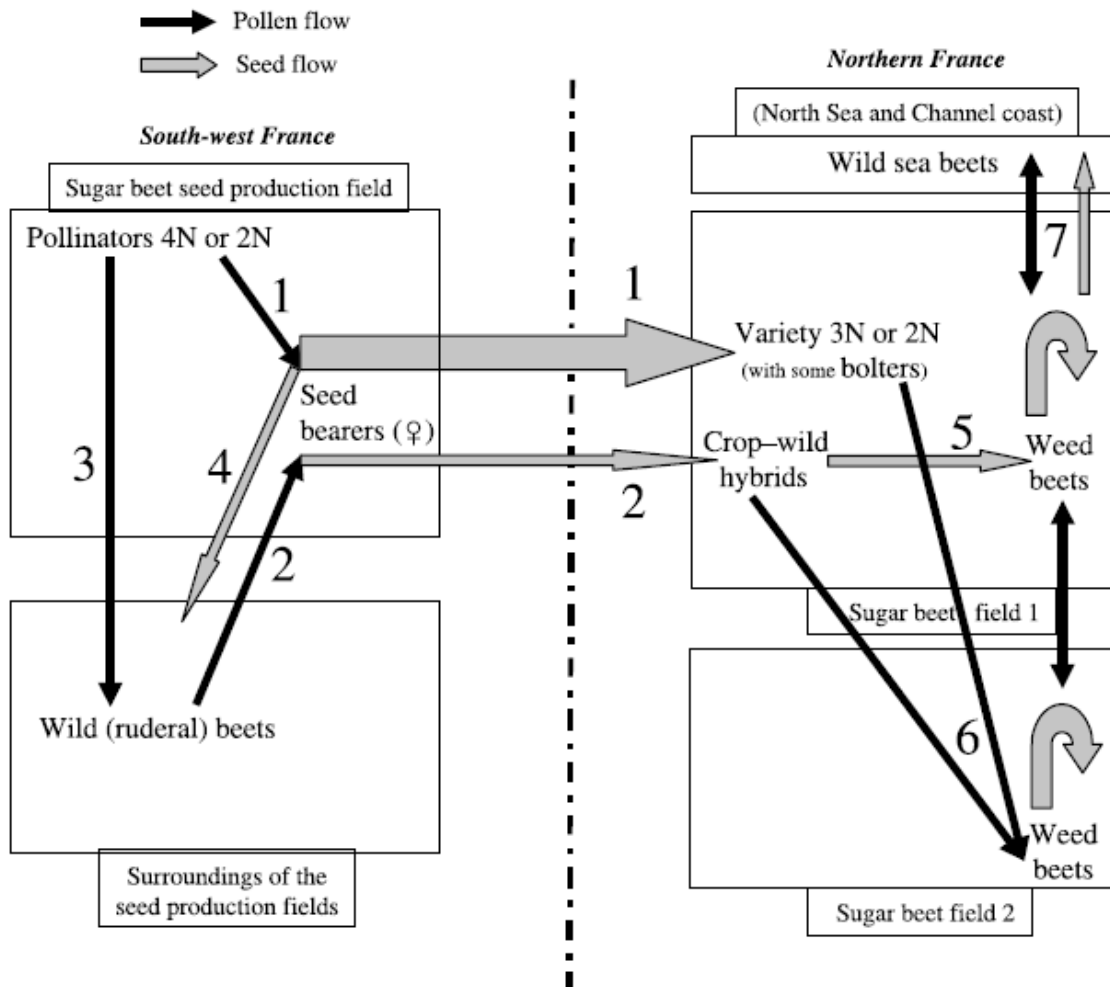 Pollen flow
Seed flow
South-west France
Sugar beet seed production field
Pollinators 4N or 2N
1
3
4
2
Seed
bearers (♀)
Wild (ruderal) beets
Surroundings of the
seed production fields
1
2
Northern France
(North Sea and Channel coast)
Wild sea beets
7
Variety 3N or 2N
(with some bolters)
Crop–wild
hybrids
5
Weed
beets
Sugar beet field 1
6
Weed
beets
Sugar beet field 2